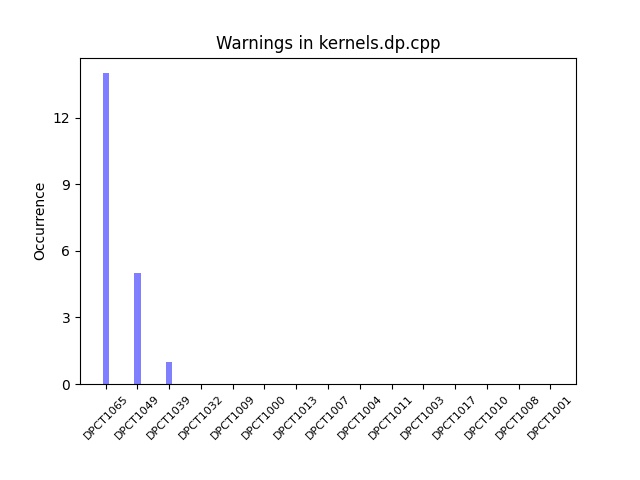 Warnings in kernels.dp.cpp
Occurrence
12
9
6
3
0
DPCT1065
DPCT1049
DPCT1039
DPCT1032
DPCT1009
DPCT1000
DPCT1013
DPCT1007
DPCT1004
DPCT1011
DPCT1003
DPCT1017
DPCT1010
DPCT1008
DPCT1001